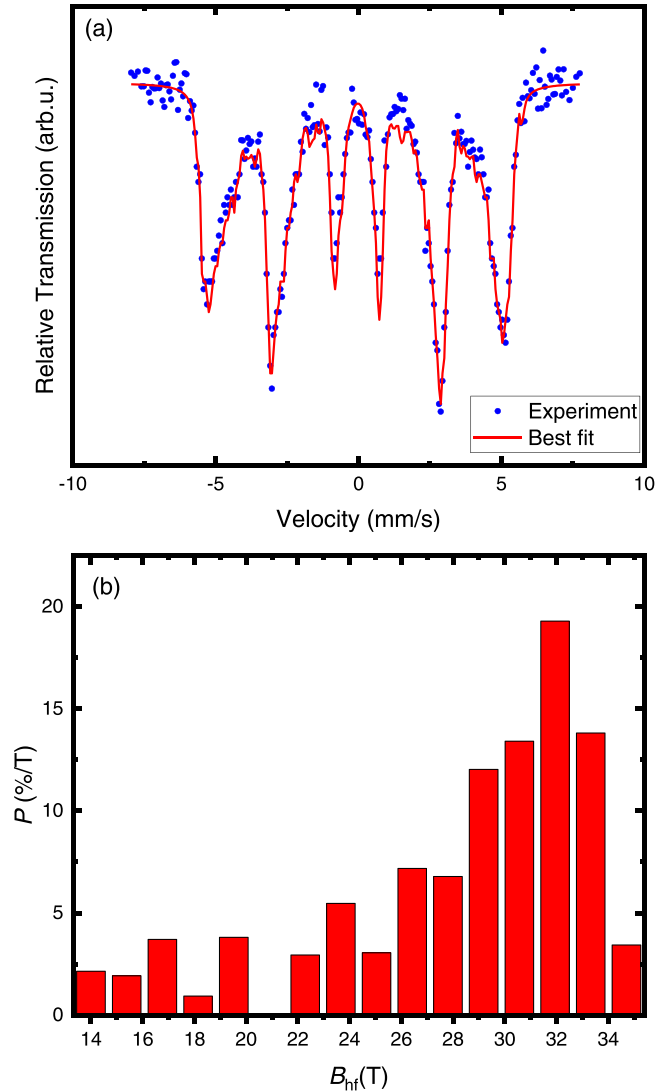 (a)
Relative Transmission (arb.u.)
Experiment
Best fit
-10 -5 0 5 10
Velocity (mm/s)
(b)
20
15
10
5
0
P (%/T)
14 16 18 20 22 24 26 28 30 32 34
Bhf(T)